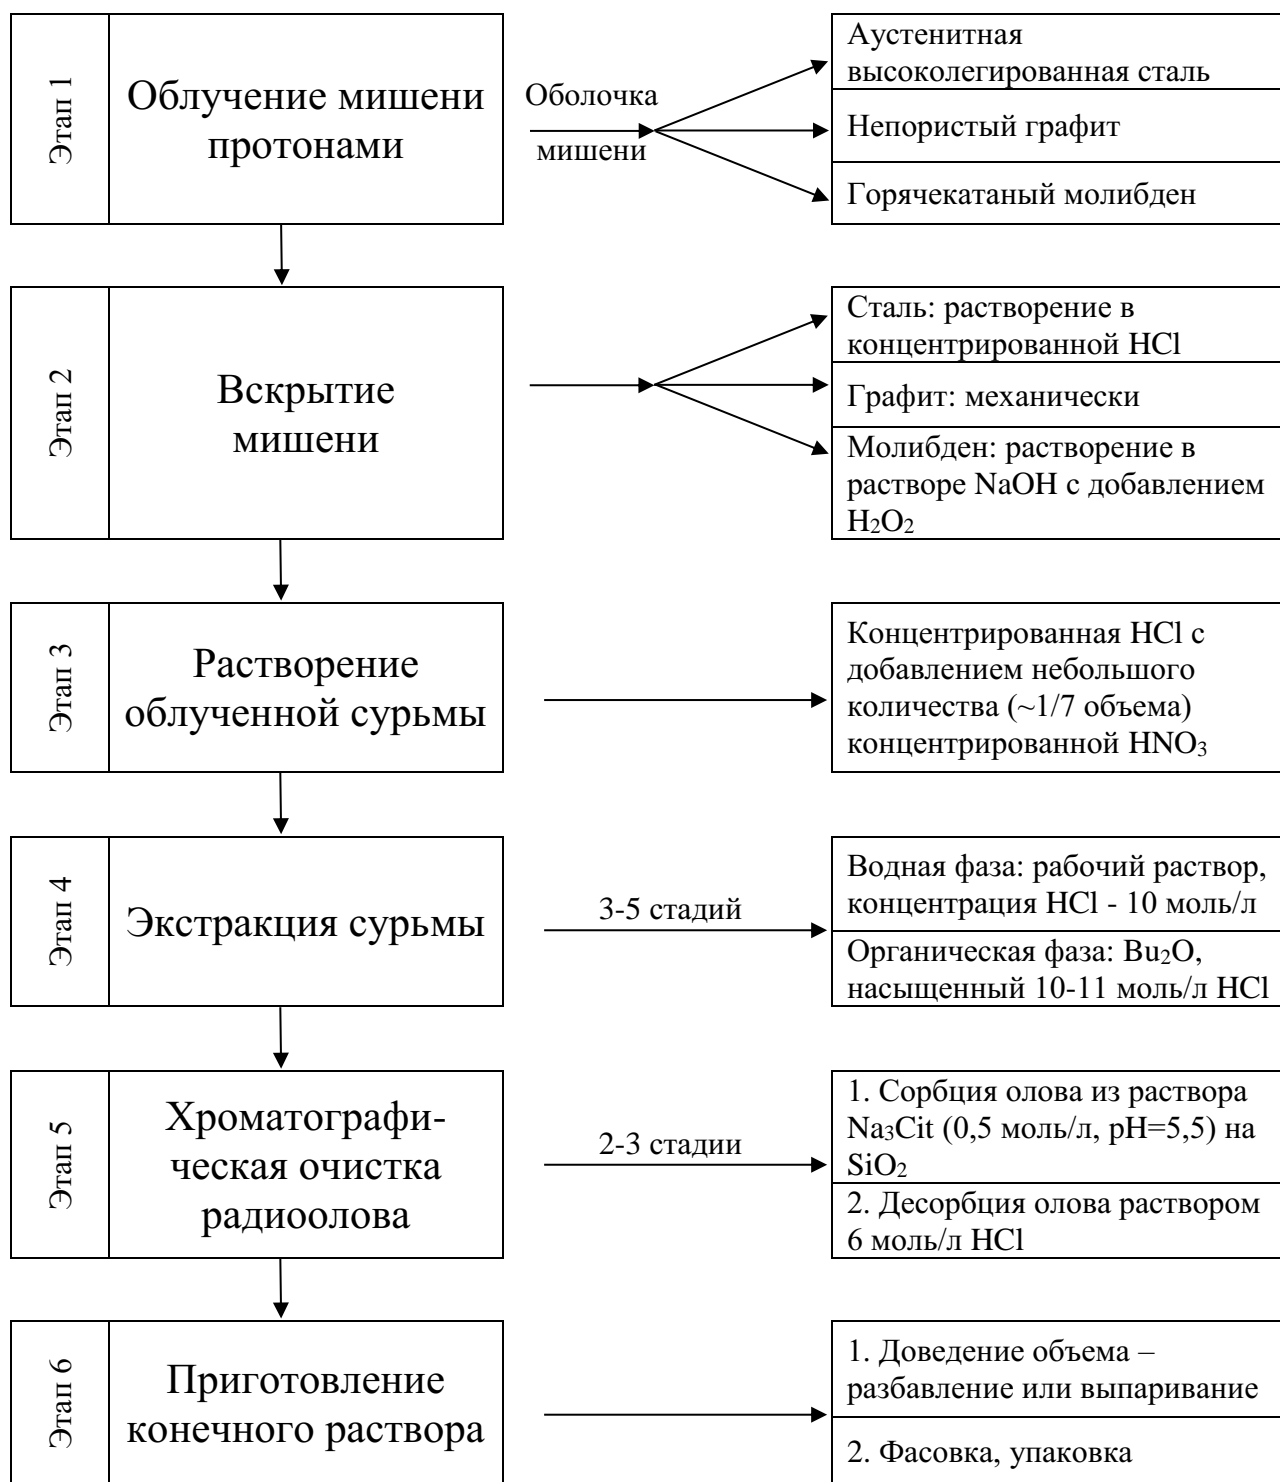 Этап 1
Облучение мишени
протонами
Оболочка
мишени
Аустенитная
высоколегированная сталь
Непористый графит
Горячекатаный молибден
Этап 2
Вскрытие
мишени
Сталь: растворение в
концентрированной HCl
Графит: механически
Молибден: растворение в
растворе NaOH с добавлением
H₂O₂
Этап 3
Растворение
облученной сурьмы
Концентрированная HCl с
добавлением небольшого
количества (~1/7 объема)
концентрированной HNO₃
Этап 4
Экстракция сурьмы
3-5 стадий
Водная фаза: рабочий раствор,
концентрация HCl - 10 моль/л
Органическая фаза: Bu₂O,
насыщенный 10-11 моль/л HCl
Этап 5
Хроматографи-
ческая очистка
радиоолова
2-3 стадии
1. Сорбция олова из раствора
Na₃Cit (0,5 моль/л, pH=5,5) на
SiO₂
2. Десорбция олова раствором
6 моль/л HCl
Этап 6
Приготовление
конечного раствора
1. Доведение объема –
разбавление или выпаривание
2. Фасовка, упаковка